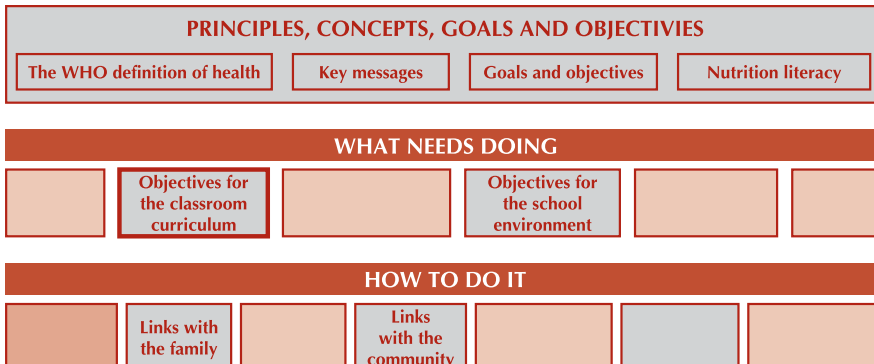 PRINCIPLES, CONCEPTS, GOALS AND OBJECTIVIES
The WHO definition of health
Key messages
Goals and objectives
Nutrition literacy
WHAT NEEDS DOING
Objectives for
the classroom
curriculum
Objectives for
the school
environment
HOW TO DO IT
Links with
the family
Links
with the
community